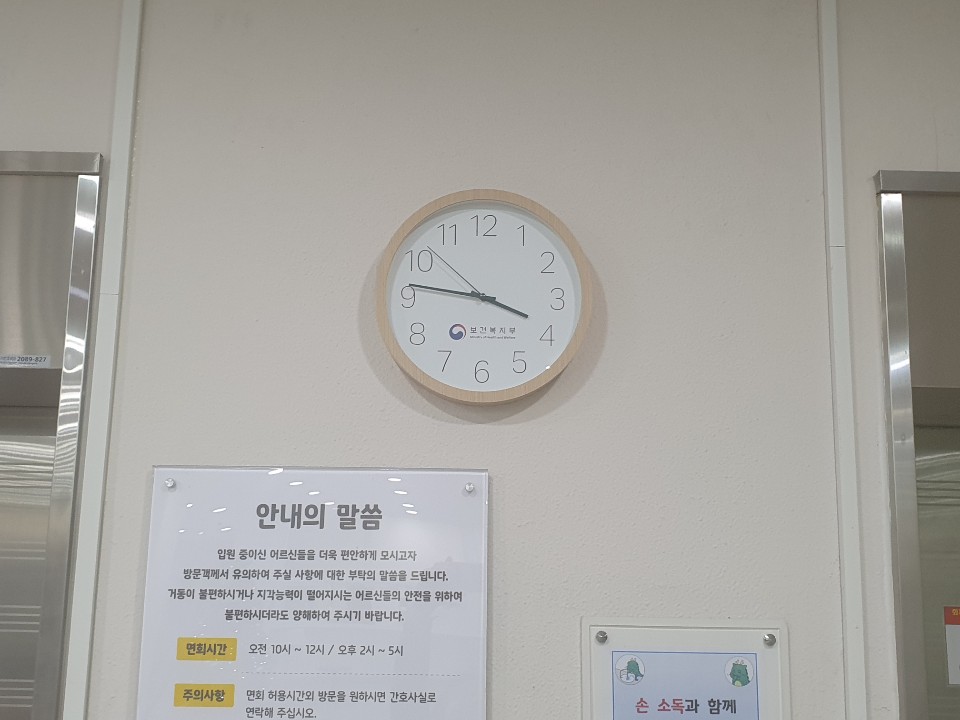 12
1
2
3
4
5
6
7
8
9
10
11
보건복지부
Ministry of Health and Welfare
2089-827
안내의 말씀
입원 중이신 어르신들을 더욱 편안하게 모시고자
방문객께서 유의하여 주실 사항에 대한 부탁의 말씀을 드립니다.
거동이 불편하시거나 지각능력이 떨어지시는 어르신들의 안전을 위하여
불편하시더라도 양해하여 주시기 바랍니다.
면회시간 오전 10시 ~ 12시 / 오후 2시 ~ 5시
주의사항 면회 허용시간외 방문을 원하시면 간호사실로
연락해 주십시오.
손 소독과 함께